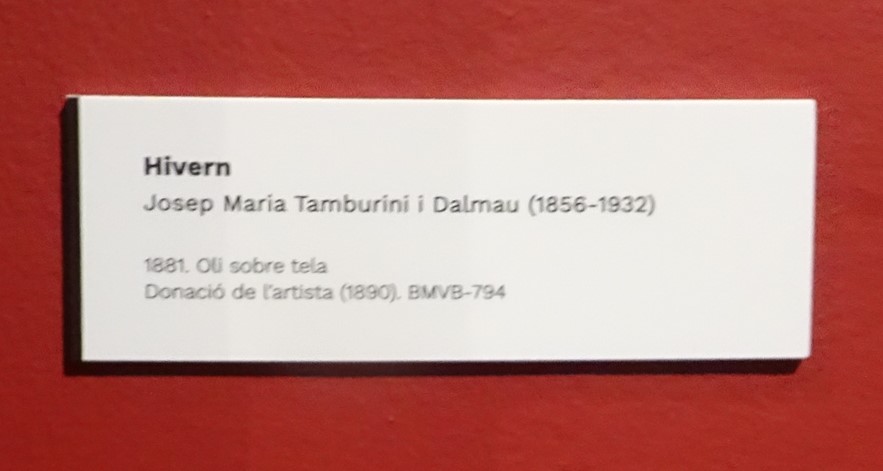 Hivern
Josep Maria Tamburini i Dalmau (1856-1932)
1881. Oli sobre tela
Donació de l'artista (1890). BMVB-794